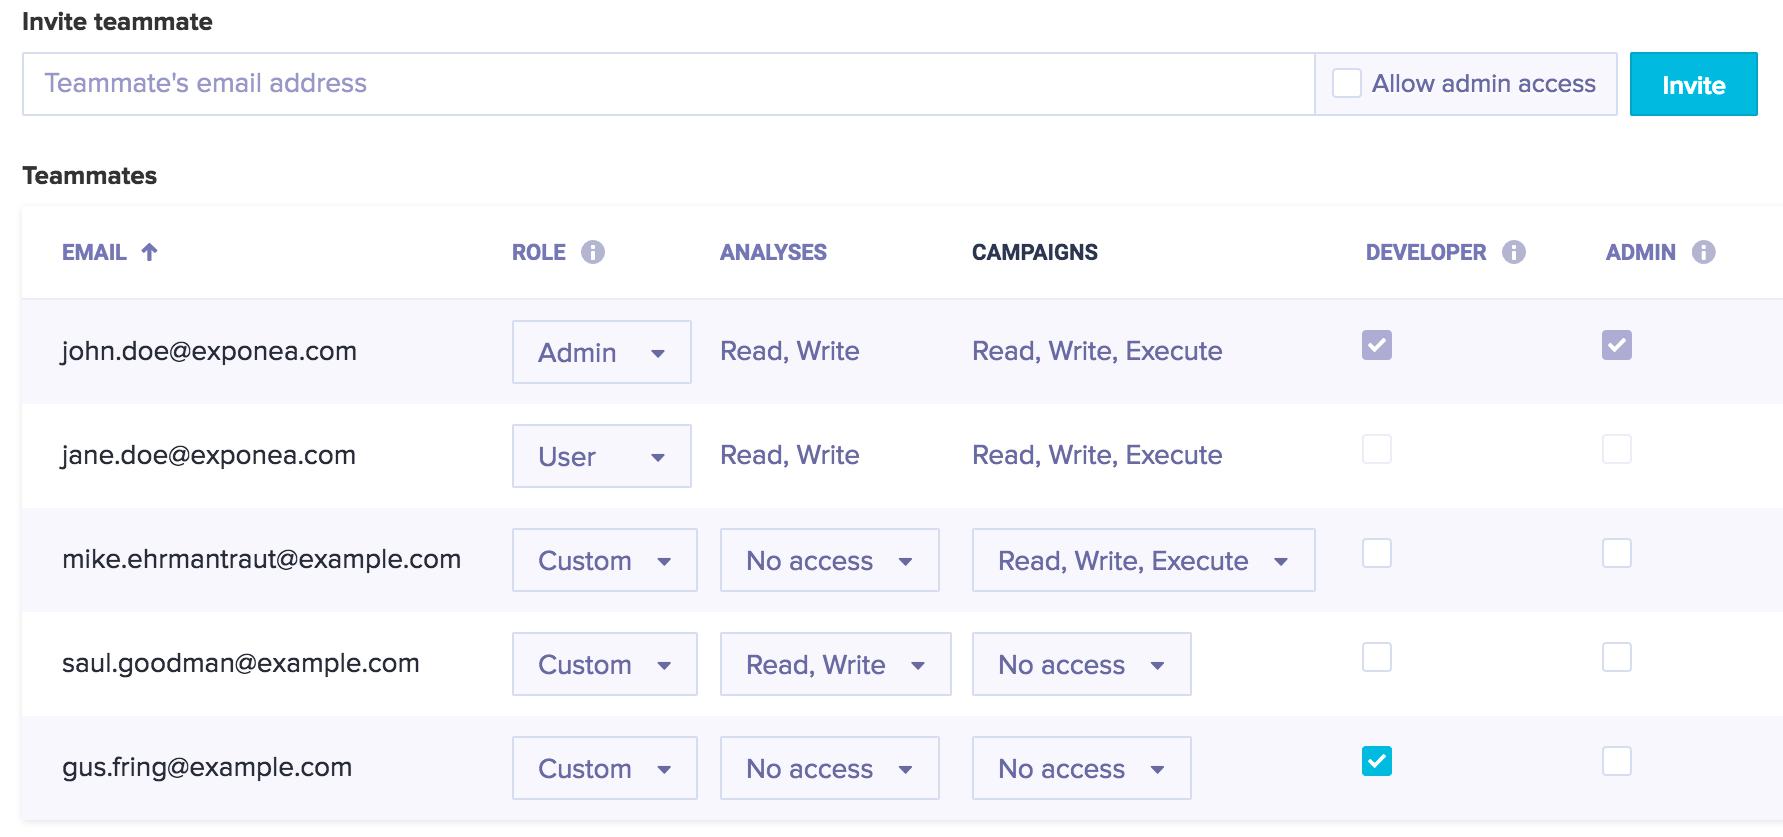 Invite teammate
Teammate's email address Allow admin access Invite
Teammates
EMAIL ROLE ANALYSES CAMPAIGNS DEVELOPER ADMIN
john.doe@exponea.com Admin Read, Write Read, Write, Execute
jane.doe@exponea.com User Read, Write Read, Write, Execute
mike.ehrmantraut@example.com Custom No access Read, Write, Execute
saul.goodman@example.com Custom Read, Write No access
gus.fring@example.com Custom No access No access